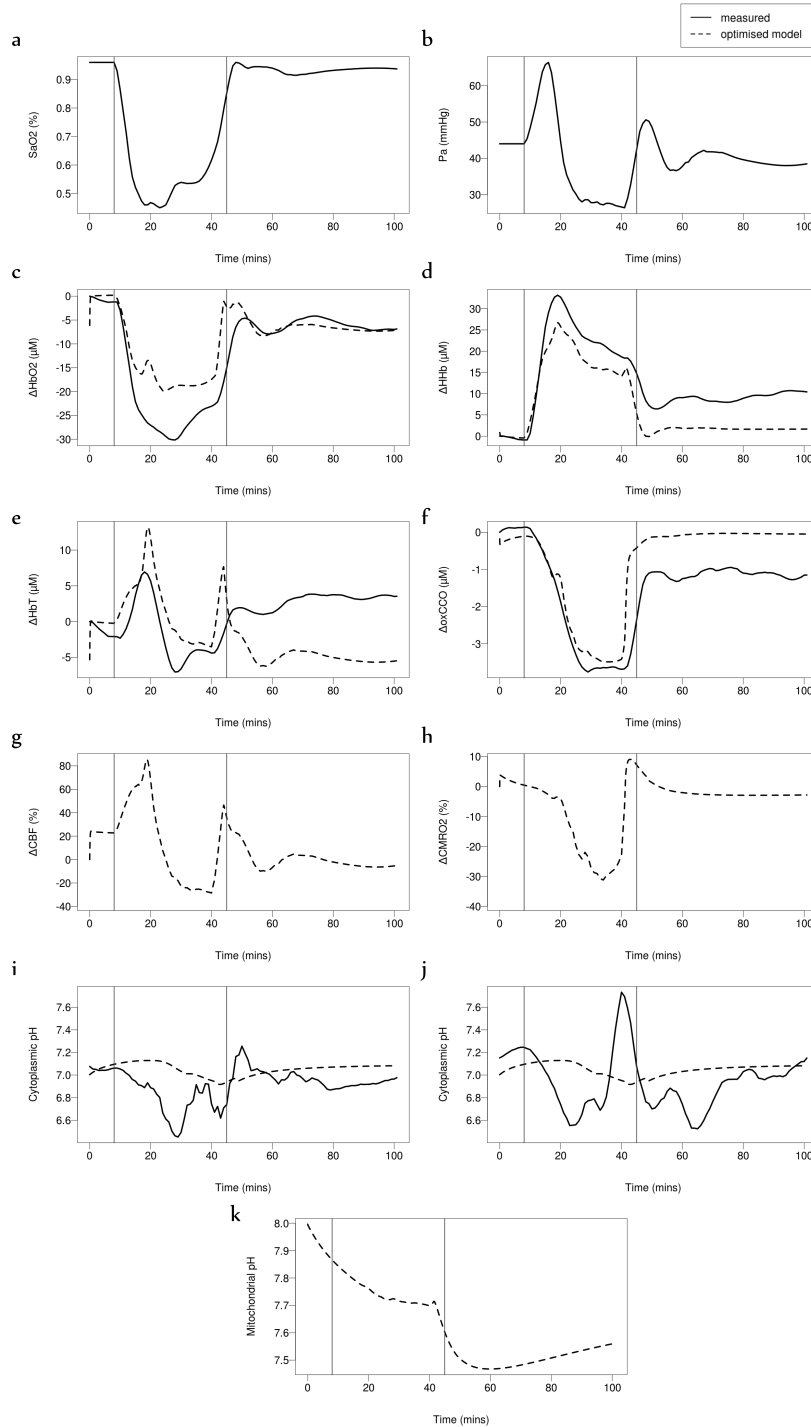 measured
optimised model
a
b
SaO2 (%)
0.9
0.8
0.7
0.6
0.5
0 20 40 60 80 100
Time (mins)
Pa (mmHg)
60
50
40
30
0 20 40 60 80 100
Time (mins)
c
d
ΔHbO2 (µM)
0
-5
-10
-15
-20
-25
-30
0 20 40 60 80 100
Time (mins)
ΔHHb (µM)
30
25
20
15
10
5
0
0 20 40 60 80 100
Time (mins)
e
f
ΔHbT (µM)
10
5
0
-5
0 20 40 60 80 100
Time (mins)
ΔoxCCO (µM)
0
-1
-2
-3
0 20 40 60 80 100
Time (mins)
g
h
ΔCBF (%)
80
60
40
20
0
-20
-40
0 20 40 60 80 100
Time (mins)
ΔCMRO2 (%)
10
0
-10
-20
-30
-40
0 20 40 60 80 100
Time (mins)
i
j
Cytoplasmic pH
7.6
7.4
7.2
7.0
6.8
6.6
0 20 40 60 80 100
Time (mins)
Cytoplasmic pH
7.6
7.4
7.2
7.0
6.8
6.6
0 20 40 60 80 100
Time (mins)
k
Mitochondrial pH
8.0
7.9
7.8
7.7
7.6
7.5
0 20 40 60 80 100
Time (mins)